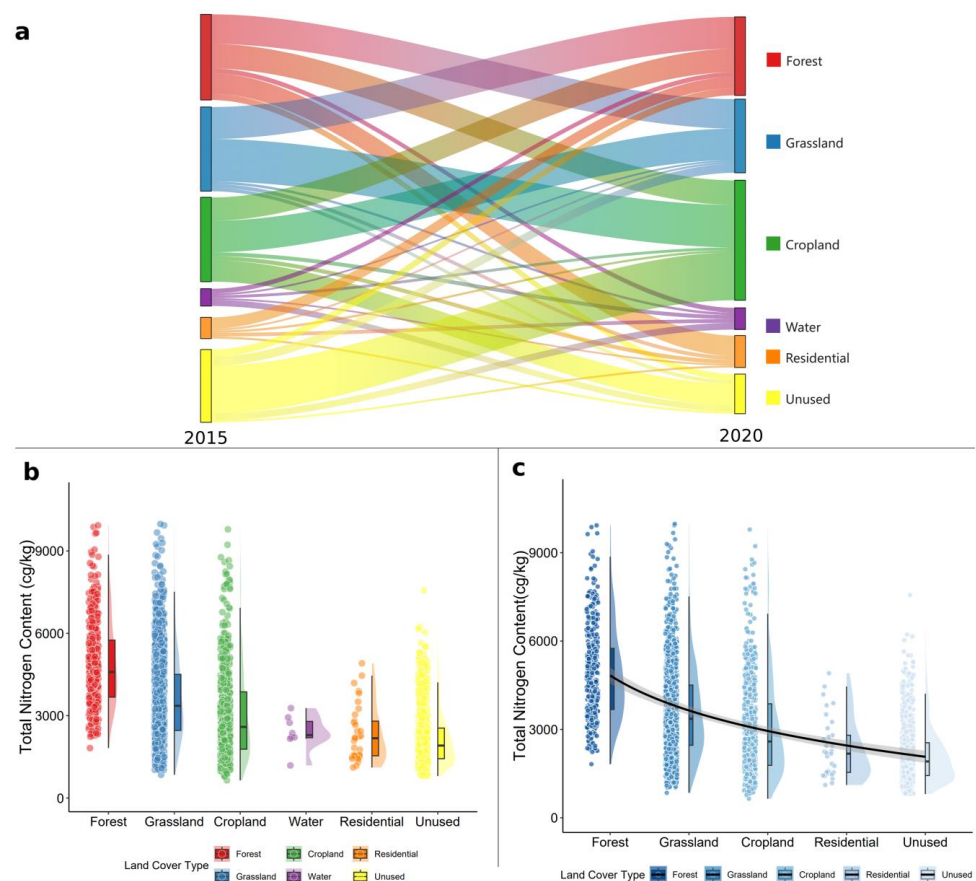 a
Forest
Grassland
Cropland
Water
Residential
Unused
2015
2020
b
Total Nitrogen Content (cg/kg)
9000
6000
3000
0
Forest
Grassland
Cropland
Water
Residential
Unused
Land Cover Type
Forest
Cropland
Residential
Grassland
Water
Unused
c
Total Nitrogen Content(cg/kg)
9000
6000
3000
0
Forest
Grassland
Cropland
Residential
Unused
Land Cover Type
Forest
Grassland
Cropland
Residential
Unused